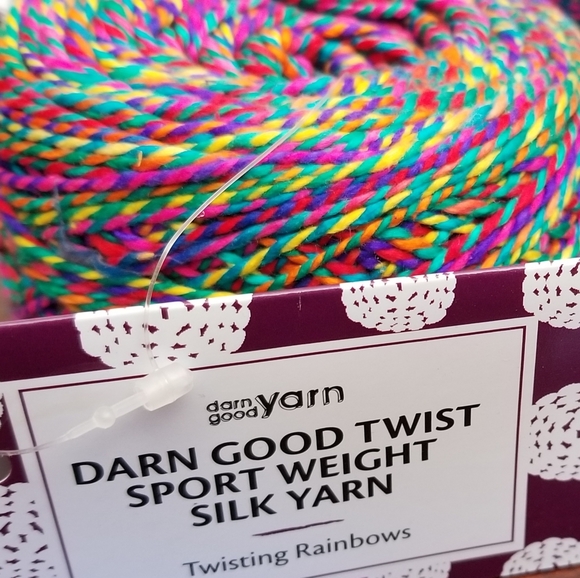 darn good yarn
DARN GOOD TWIST
SPORT WEIGHT
SILK YARN
Twisting Rainbows